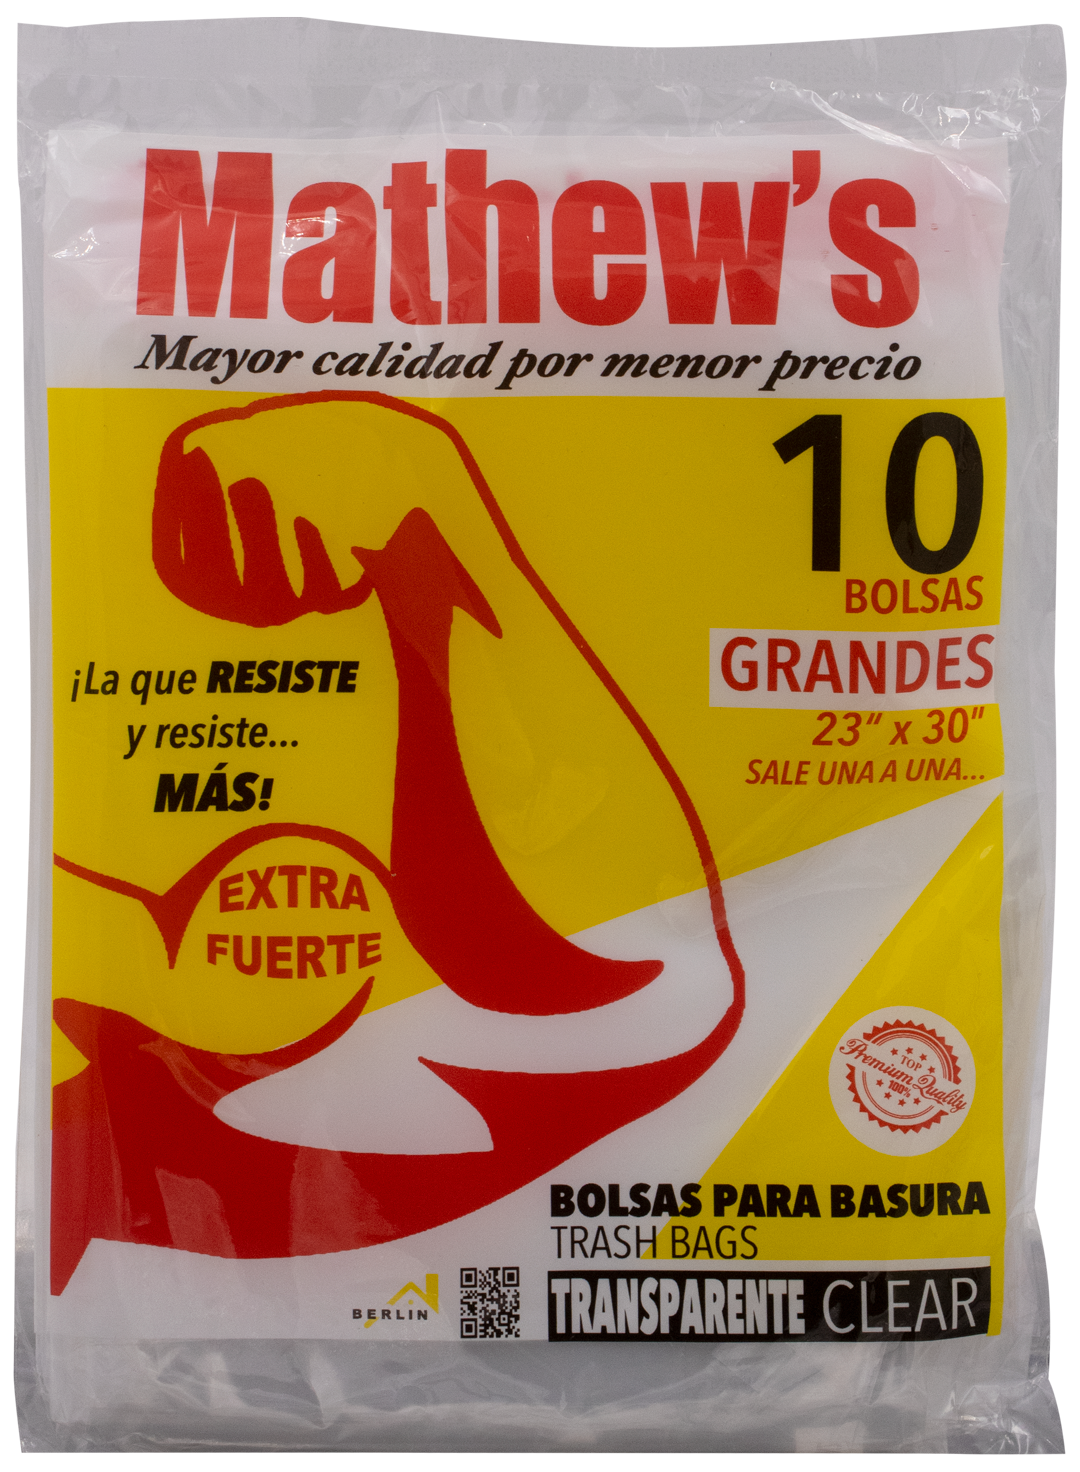 Mathew's
Mayor calidad por menor precio
10
BOLSAS
GRANDES
23" x 30"
SALE UNA A UNA...
¡La que RESISTE
y resiste...
MÁS!
EXTRA
FUERTE
TOP
Premium Quality
100%
BOLSAS PARA BASURA
TRASH BAGS
TRANSPARENTE CLEAR
BERLIN